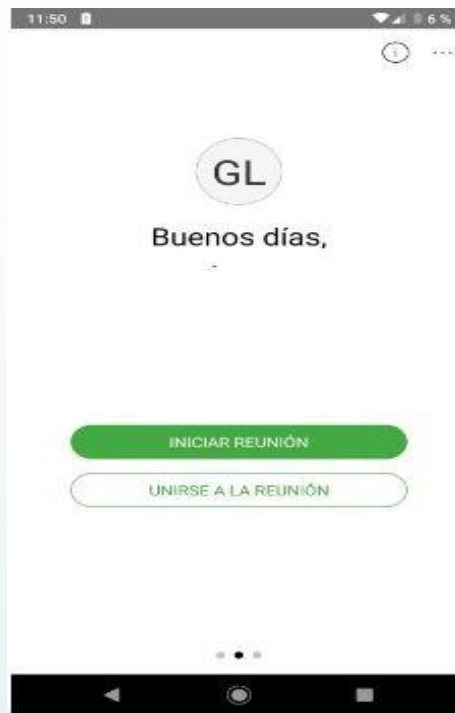 11:50 6 %
GL
Buenos días,
INICIAR REUNIÓN
UNIRSE A LA REUNIÓN